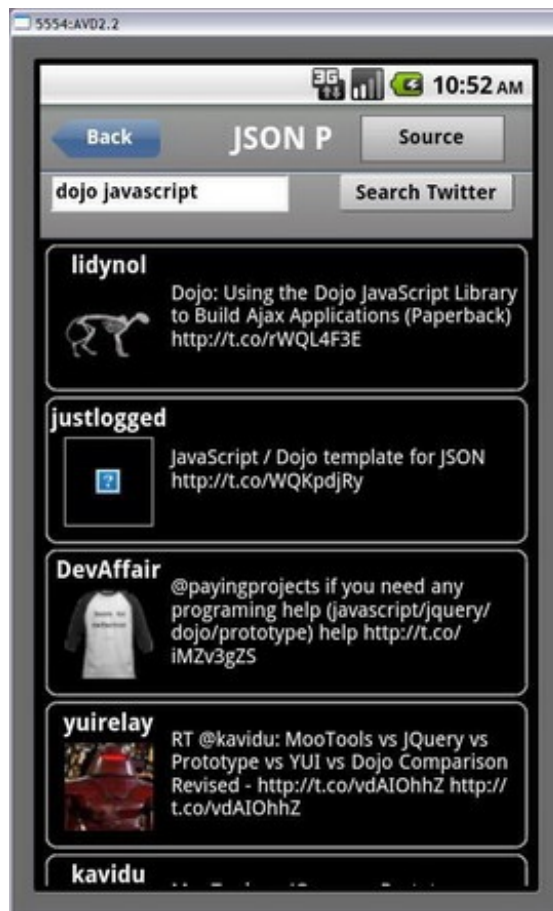 5554:AVD2.2
3G 10:52 AM
Back JSON P Source
dojo javascript Search Twitter
lidynol
Dojo: Using the Dojo JavaScript Library
to Build Ajax Applications (Paperback)
http://t.co/rWQL4F3E
justlogged
JavaScript / Dojo template for JSON
http://t.co/WQKpdjRy
DevAffair
@payingprojects if you need any
programing help (javascript/jquery/
dojo/prototype) help http://t.co/
iMZv3gZS
yuirelay
RT @kavidu: MooTools vs JQuery vs
Prototype vs YUI vs Dojo Comparison
Revised - http://t.co/vdAIOhhZ http://
t.co/vdAIOhhZ
kavidu